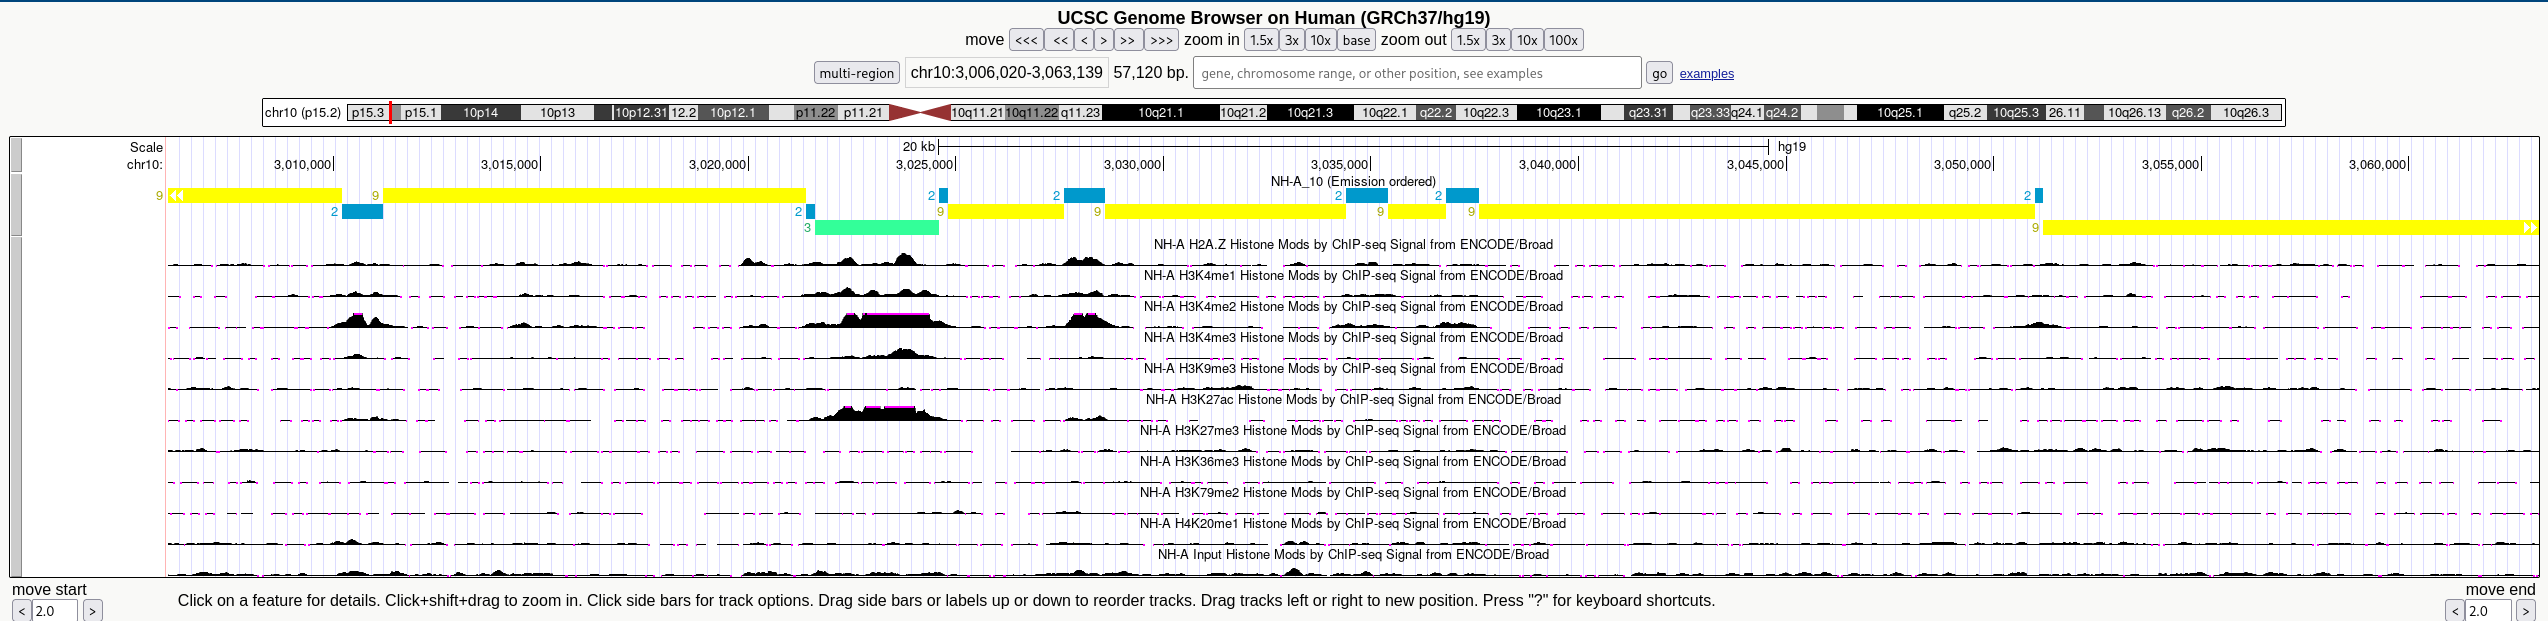 UCSC Genome Browser on Human (GRCh37/hg19)
move <<< << < > >> >>> zoom in 1.5x 3x 10x base zoom out 1.5x 3x 10x 100x
multi-region chr10:3,006,020-3,063,139 57,120 bp. gene, chromosome range, or other position, see examples go examples
chr10 (p15.2) p15.3 p15.1 10p14 10p13 10p12.31 12.2 10p12.1 p11.22 p11.21 10q11.21 10q11.22 q11.23 10q21.1 10q21.2 10q21.3 10q22.1 q22.2 10q22.3 10q23.1 q23.31 q23.33 q24.1 q24.2 10q25.1 q25.2 10q25.3 26.11 10q26.13 q26.2 10q26.3
Scale 20 kb hg19
chr10: 3,010,000 3,015,000 3,020,000 3,025,000 3,030,000 3,035,000 3,040,000 3,045,000 3,050,000 3,055,000 3,060,000
NH-A_10 (Emission ordered)
9 9 2 2 2 2 2
2 2 9 9 9 9
3 9
NH-A H2A.Z Histone Mods by ChIP-seq Signal from ENCODE/Broad
NH-A H3K4me1 Histone Mods by ChIP-seq Signal from ENCODE/Broad
NH-A H3K4me2 Histone Mods by ChIP-seq Signal from ENCODE/Broad
NH-A H3K4me3 Histone Mods by ChIP-seq Signal from ENCODE/Broad
NH-A H3K9me3 Histone Mods by ChIP-seq Signal from ENCODE/Broad
NH-A H3K27ac Histone Mods by ChIP-seq Signal from ENCODE/Broad
NH-A H3K27me3 Histone Mods by ChIP-seq Signal from ENCODE/Broad
NH-A H3K36me3 Histone Mods by ChIP-seq Signal from ENCODE/Broad
NH-A H3K79me2 Histone Mods by ChIP-seq Signal from ENCODE/Broad
NH-A H4K20me1 Histone Mods by ChIP-seq Signal from ENCODE/Broad
NH-A Input Histone Mods by ChIP-seq Signal from ENCODE/Broad
move start move end
< 2.0 > Click on a feature for details. Click+shift+drag to zoom in. Click side bars for track options. Drag side bars or labels up or down to reorder tracks. Drag tracks left or right to new position. Press "?" for keyboard shortcuts. < 2.0 >